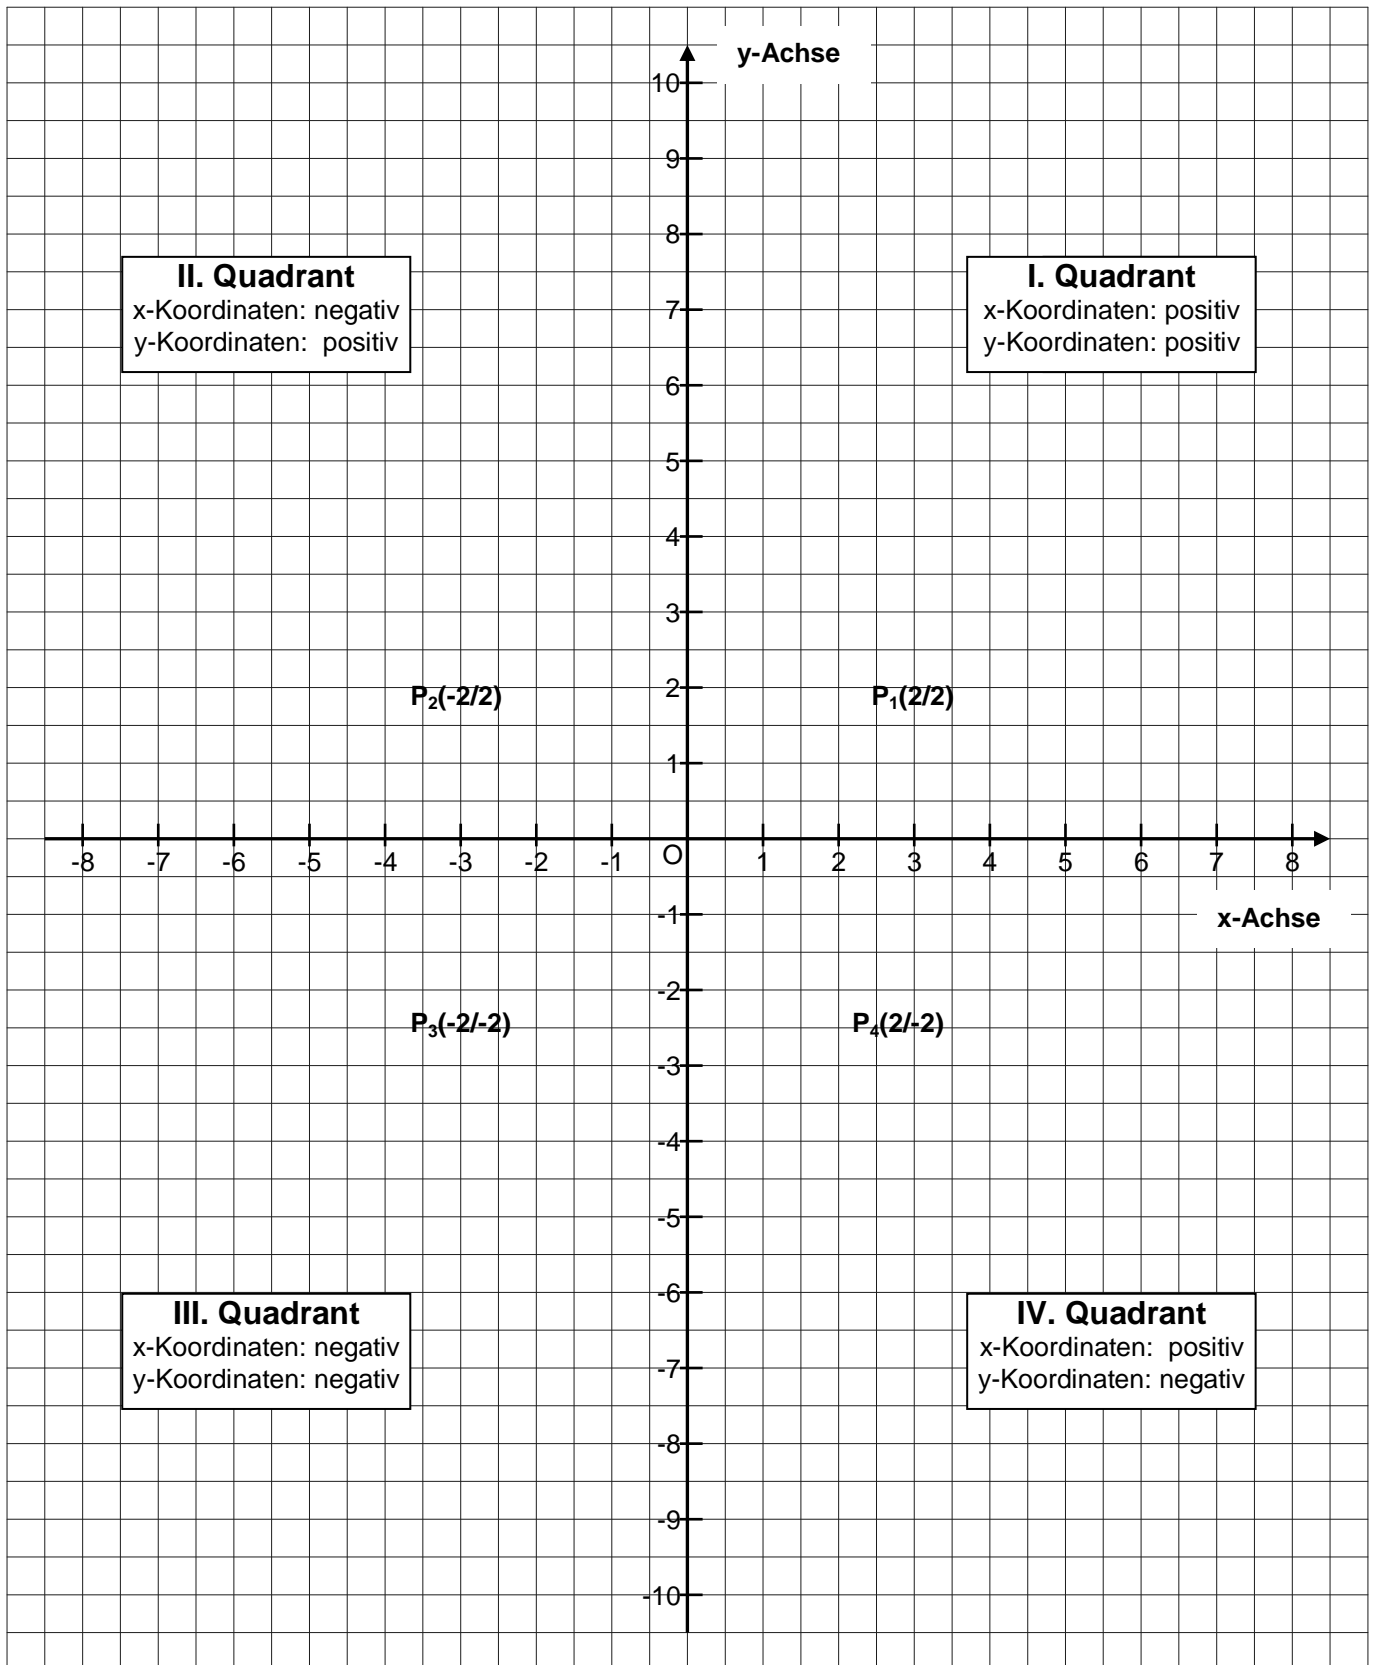 y-Achse
10
9
8
II. Quadrant
x-Koordinaten: negativ
y-Koordinaten: positiv
I. Quadrant
x-Koordinaten: positiv
y-Koordinaten: positiv
7
6
5
4
3
P₂(-2/2)
2
P₁(2/2)
1
-8 -7 -6 -5 -4 -3 -2 -1 O 1 2 3 4 5 6 7 8
-1
x-Achse
-2
P₃(-2/-2)
P₄(2/-2)
-3
-4
-5
-6
III. Quadrant
x-Koordinaten: negativ
y-Koordinaten: negativ
IV. Quadrant
x-Koordinaten: positiv
y-Koordinaten: negativ
-7
-8
-9
-10